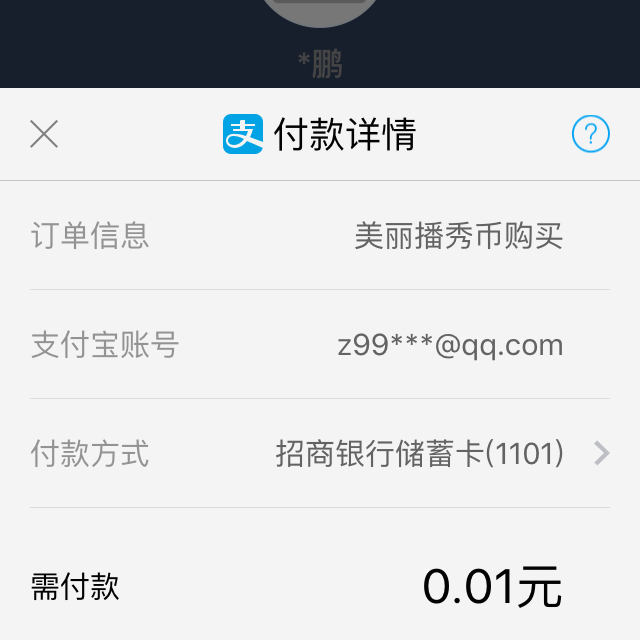 *鹏
支 付款详情 ?
订单信息 美丽播秀币购买
支付宝账号 z99***@qq.com
付款方式 招商银行储蓄卡(1101)
需付款 0.01元